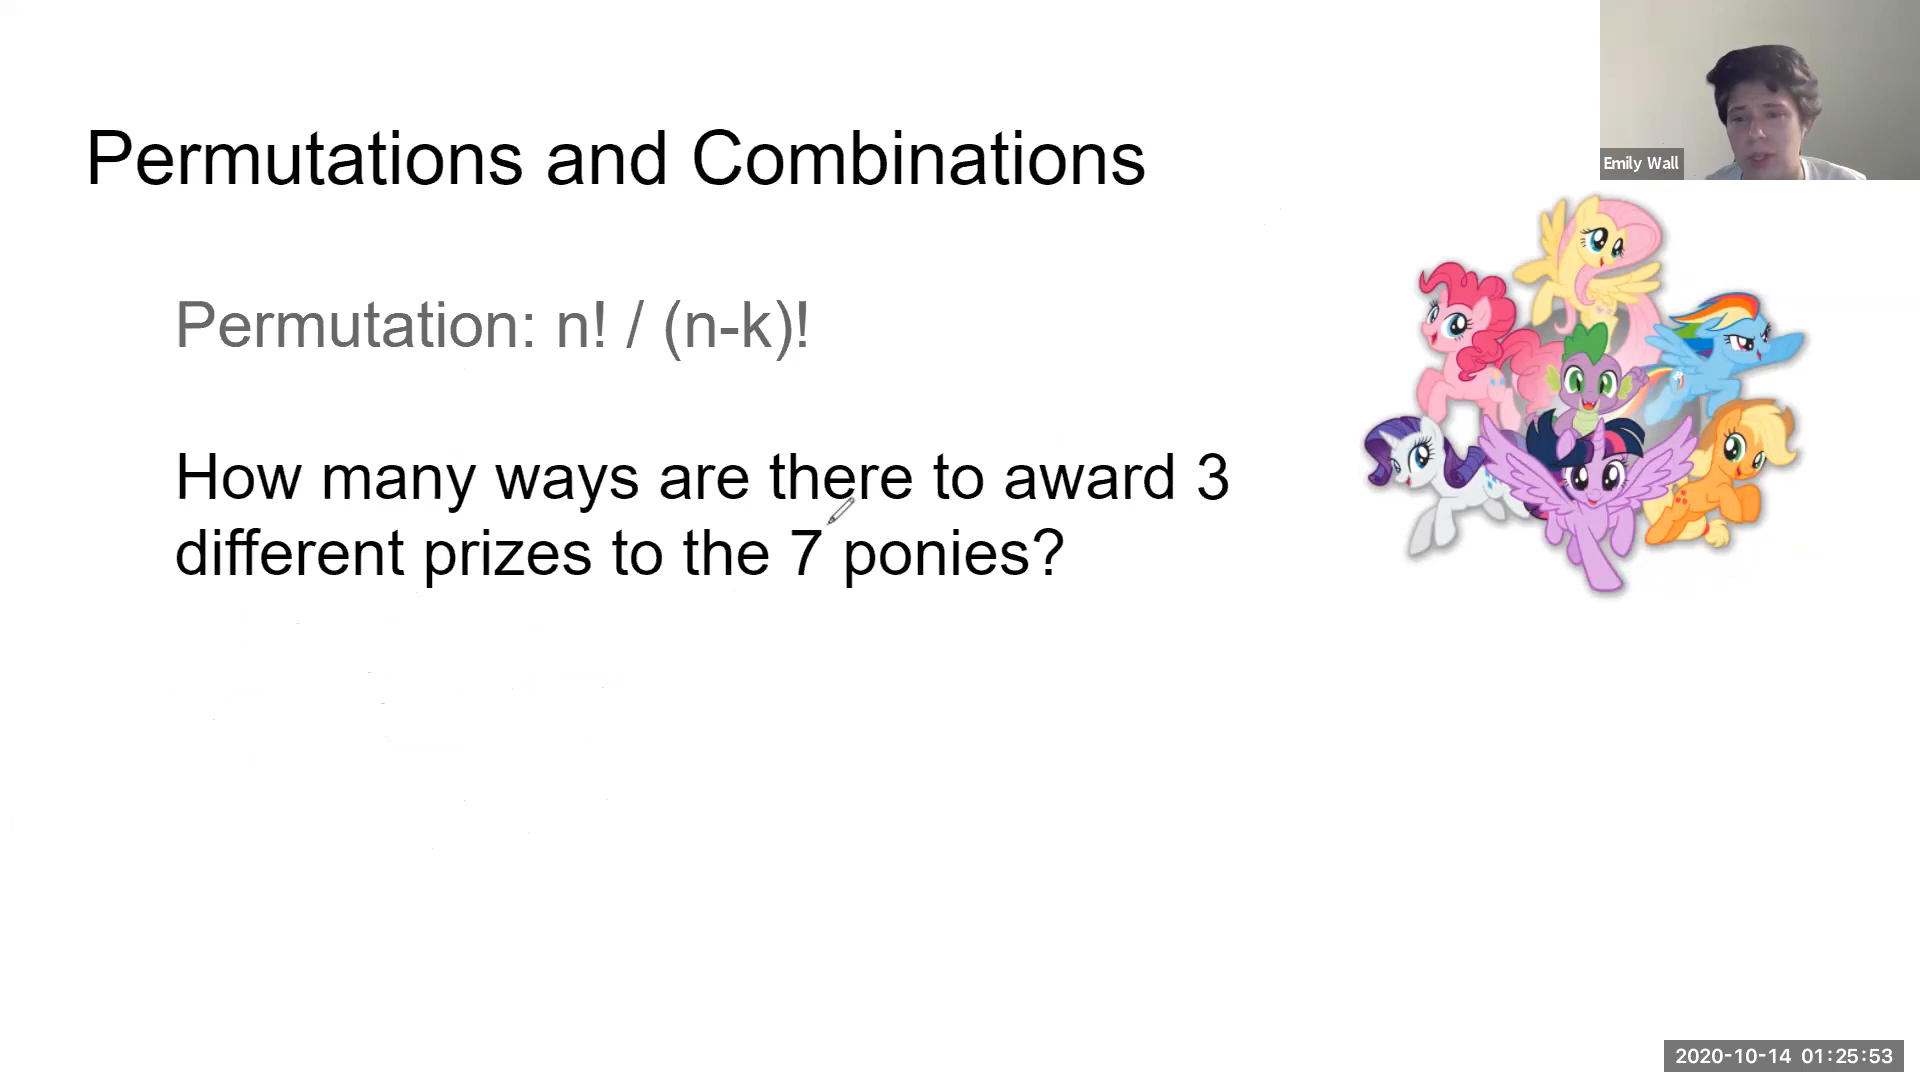 Permutations and Combinations
Emily Wall
Permutation: n! / (n-k)!
How many ways are there to award 3
different prizes to the 7 ponies?
2020-10-14 01:25:53